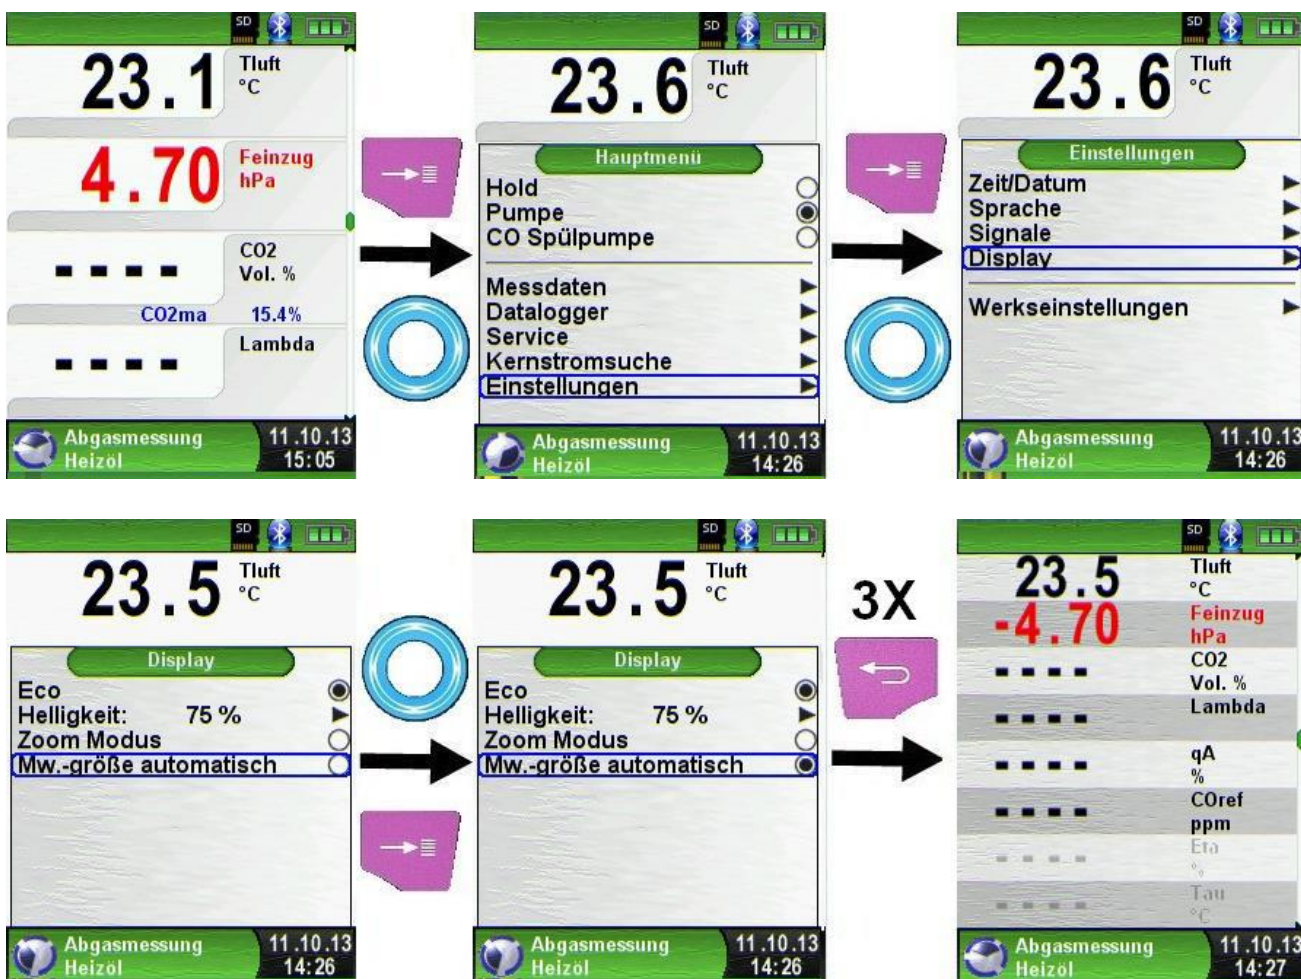 SD
23.1 Tluft
°C
4.70 Feinzug
hPa
---- CO2
Vol. %
CO2ma 15.4%
---- Lambda
Abgasmessung 11.10.13
Heizöl 15:05
SD
23.6 Tluft
°C
Hauptmenü
Hold
Pumpe
CO Spülpumpe
Messdaten
Datalogger
Service
Kernstromsuche
Einstellungen
Abgasmessung 11.10.13
Heizöl 14:26
SD
23.6 Tluft
°C
Einstellungen
Zeit/Datum
Sprache
Signale
Display
Werkseinstellungen
Abgasmessung 11.10.13
Heizöl 14:26
SD
23.5 Tluft
°C
Display
Eco
Helligkeit: 75 %
Zoom Modus
Mw.-größe automatisch
Abgasmessung 11.10.13
Heizöl 14:26
SD
23.5 Tluft
°C
Display
Eco
Helligkeit: 75 %
Zoom Modus
Mw.-größe automatisch
Abgasmessung 11.10.13
Heizöl 14:26
3X
SD
23.5 Tluft
°C
-4.70 Feinzug
hPa
---- CO2
Vol. %
---- Lambda
---- qA
%
---- COref
ppm
---- Eta
%
---- Tau
°C
Abgasmessung 11.10.13
Heizöl 14:27